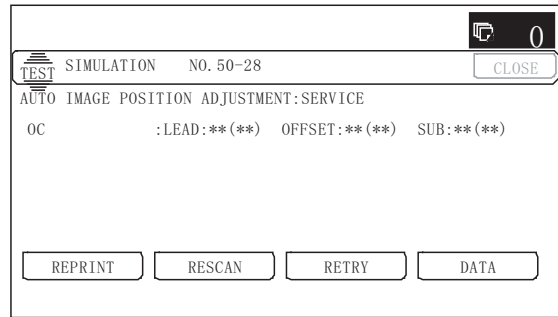 0
TEST SIMULATION NO. 50-28 CLOSE
AUTO IMAGE POSITION ADJUSTMENT:SERVICE
OC :LEAD:**(**) OFFSET:**(**) SUB:**(**)
REPRINT RESCAN RETRY DATA